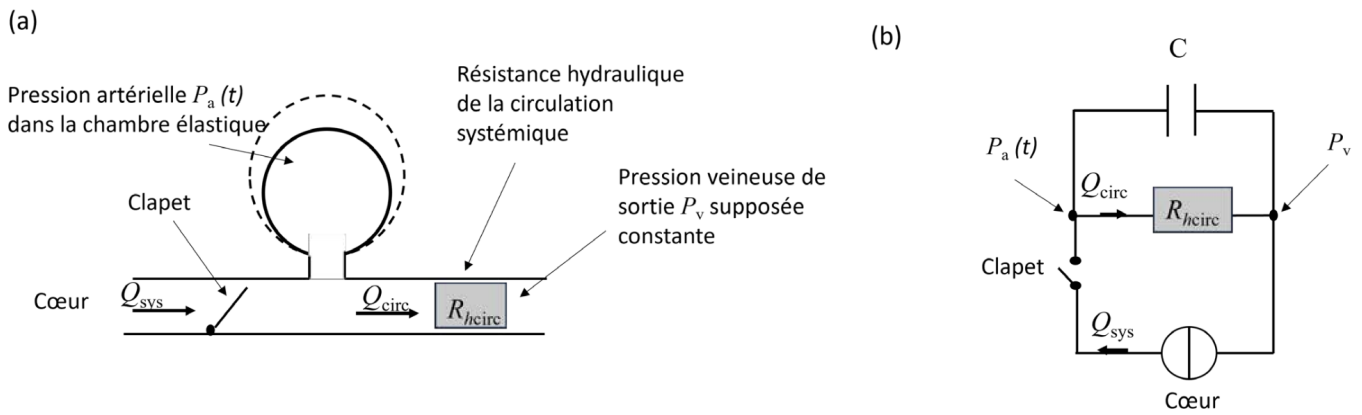 (a)
Pression artérielle Pa (t)
dans la chambre élastique
Clapet
Cœur
Qsys
Qcirc
Rhcirc
Résistance hydraulique
de la circulation
systémique
Pression veineuse de
sortie Pv supposée
constante
(b)
C
Pa (t)
Pv
Qcirc
Rhcirc
Clapet
Qsys
Cœur